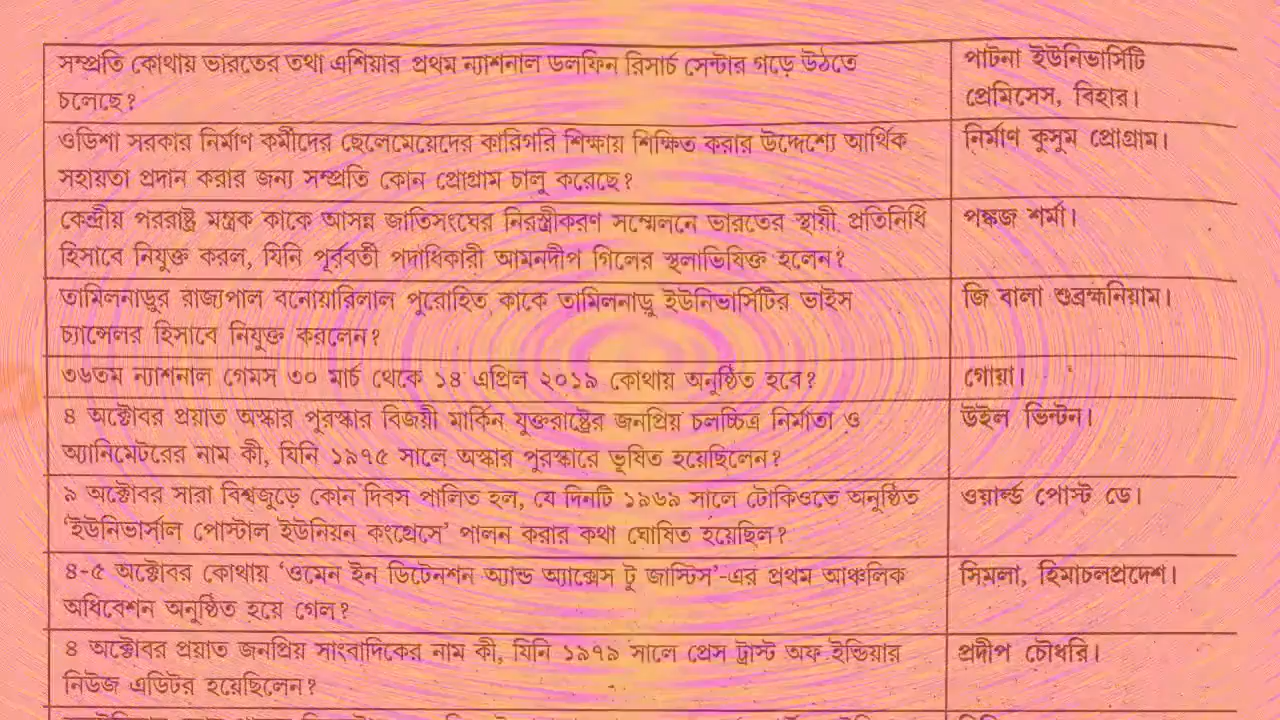 সম্প্রতি কোথায় ভারতের তথা এশিয়ার প্রথম ন্যাশনাল ডলফিন রিসার্চ সেন্টার গড়ে উঠতে
চলেছে?
পাটনা ইউনিভার্সিটি
প্রেমিসেস, বিহার।
ওডিশা সরকার নির্মাণ কর্মীদের ছেলেমেয়েদের কারিগরি শিক্ষায় শিক্ষিত করার উদ্দেশ্যে আর্থিক
সহায়তা প্রদান করার জন্য সম্প্রতি কোন প্রোগ্রাম চালু করেছে?
নির্মাণ কুসুম প্রোগ্রাম।
কেন্দ্রীয় পররাষ্ট্র মন্ত্রক কাকে আসন্ন জাতিসংঘের নিরস্ত্রীকরণ সম্মেলনে ভারতের স্থায়ী প্রতিনিধি
হিসাবে নিযুক্ত করল, যিনি পূর্ববর্তী পদাধিকারী আমনদীপ গিলের স্থলাভিষিক্ত হলেন?
পঙ্কজ শর্মা।
তামিলনাড়ুর রাজ্যপাল বনোয়ারিলাল পুরোহিত কাকে তামিলনাড়ু ইউনিভার্সিটির ভাইস
চ্যান্সেলর হিসাবে নিযুক্ত করলেন?
জি বালা শুব্রহ্মনিয়াম।
৩৬তম ন্যাশনাল গেমস ৩০ মার্চ থেকে ১৪ এপ্রিল ২০১৯ কোথায় অনুষ্ঠিত হবে?
গোয়া।
৪ অক্টোবর প্রয়াত অস্কার পুরস্কার বিজয়ী মার্কিন যুক্তরাষ্ট্রের জনপ্রিয় চলচ্চিত্র নির্মাতা ও
অ্যানিমেটরের নাম কী, যিনি ১৯৭৫ সালে অস্কার পুরস্কারে ভূষিত হয়েছিলেন?
উইল ভিন্টন।
৯ অক্টোবর সারা বিশ্বজুড়ে কোন দিবস পালিত হল, যে দিনটি ১৯৬৯ সালে টোকিওতে অনুষ্ঠিত
'ইউনিভার্সাল পোস্টাল ইউনিয়ন কংগ্রেসে' পালন করার কথা ঘোষিত হয়েছিল?
ওয়ার্ল্ড পোস্ট ডে।
৪-৫ অক্টোবর কোথায় 'ওমেন ইন ডিটেনশন অ্যান্ড অ্যাক্সেস টু জাস্টিস'-এর প্রথম আঞ্চলিক
অধিবেশন অনুষ্ঠিত হয়ে গেল?
সিমলা, হিমাচলপ্রদেশ।
৪ অক্টোবর প্রয়াত জনপ্রিয় সাংবাদিকের নাম কী, যিনি ১৯৭৯ সালে প্রেস ট্রাস্ট অফ ইন্ডিয়ার
নিউজ এডিটর হয়েছিলেন?
প্রদীপ চৌধরি।